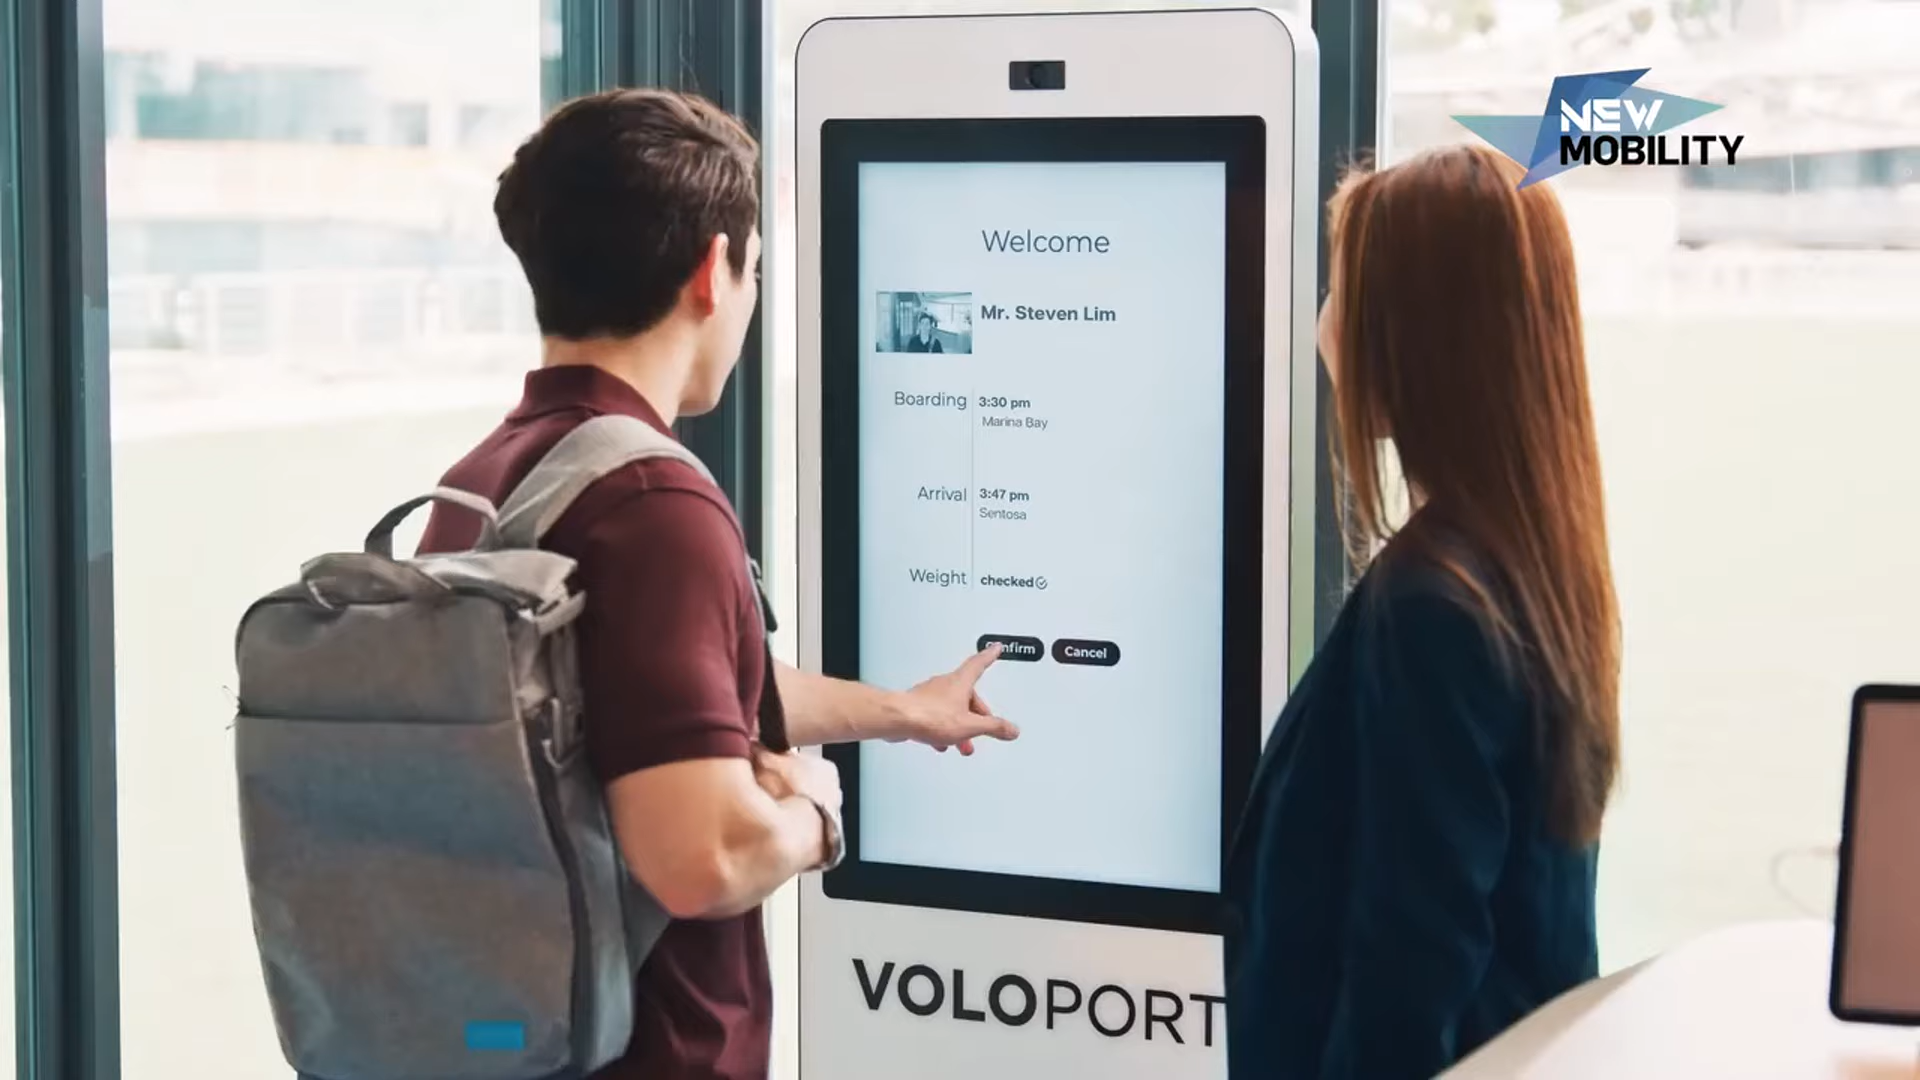 NEW
MOBILITY
Welcome
Mr. Steven Lim
Boarding 3:30 pm
Marina Bay
Arrival 3:47 pm
Sentosa
Weight checked
Confirm Cancel
VOLOPORT